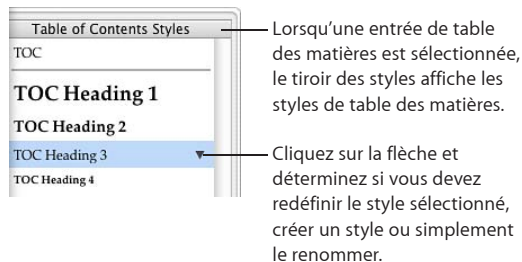 Table of Contents Styles
TOC
TOC Heading 1
TOC Heading 2
TOC Heading 3
TOC Heading 4
Lorsqu'une entrée de table
des matières est sélectionnée,
le tiroir des styles affiche les
styles de table des matières.
Cliquez sur la flèche et
déterminez si vous devez
redéfinir le style sélectionné,
créer un style ou simplement
le renommer.